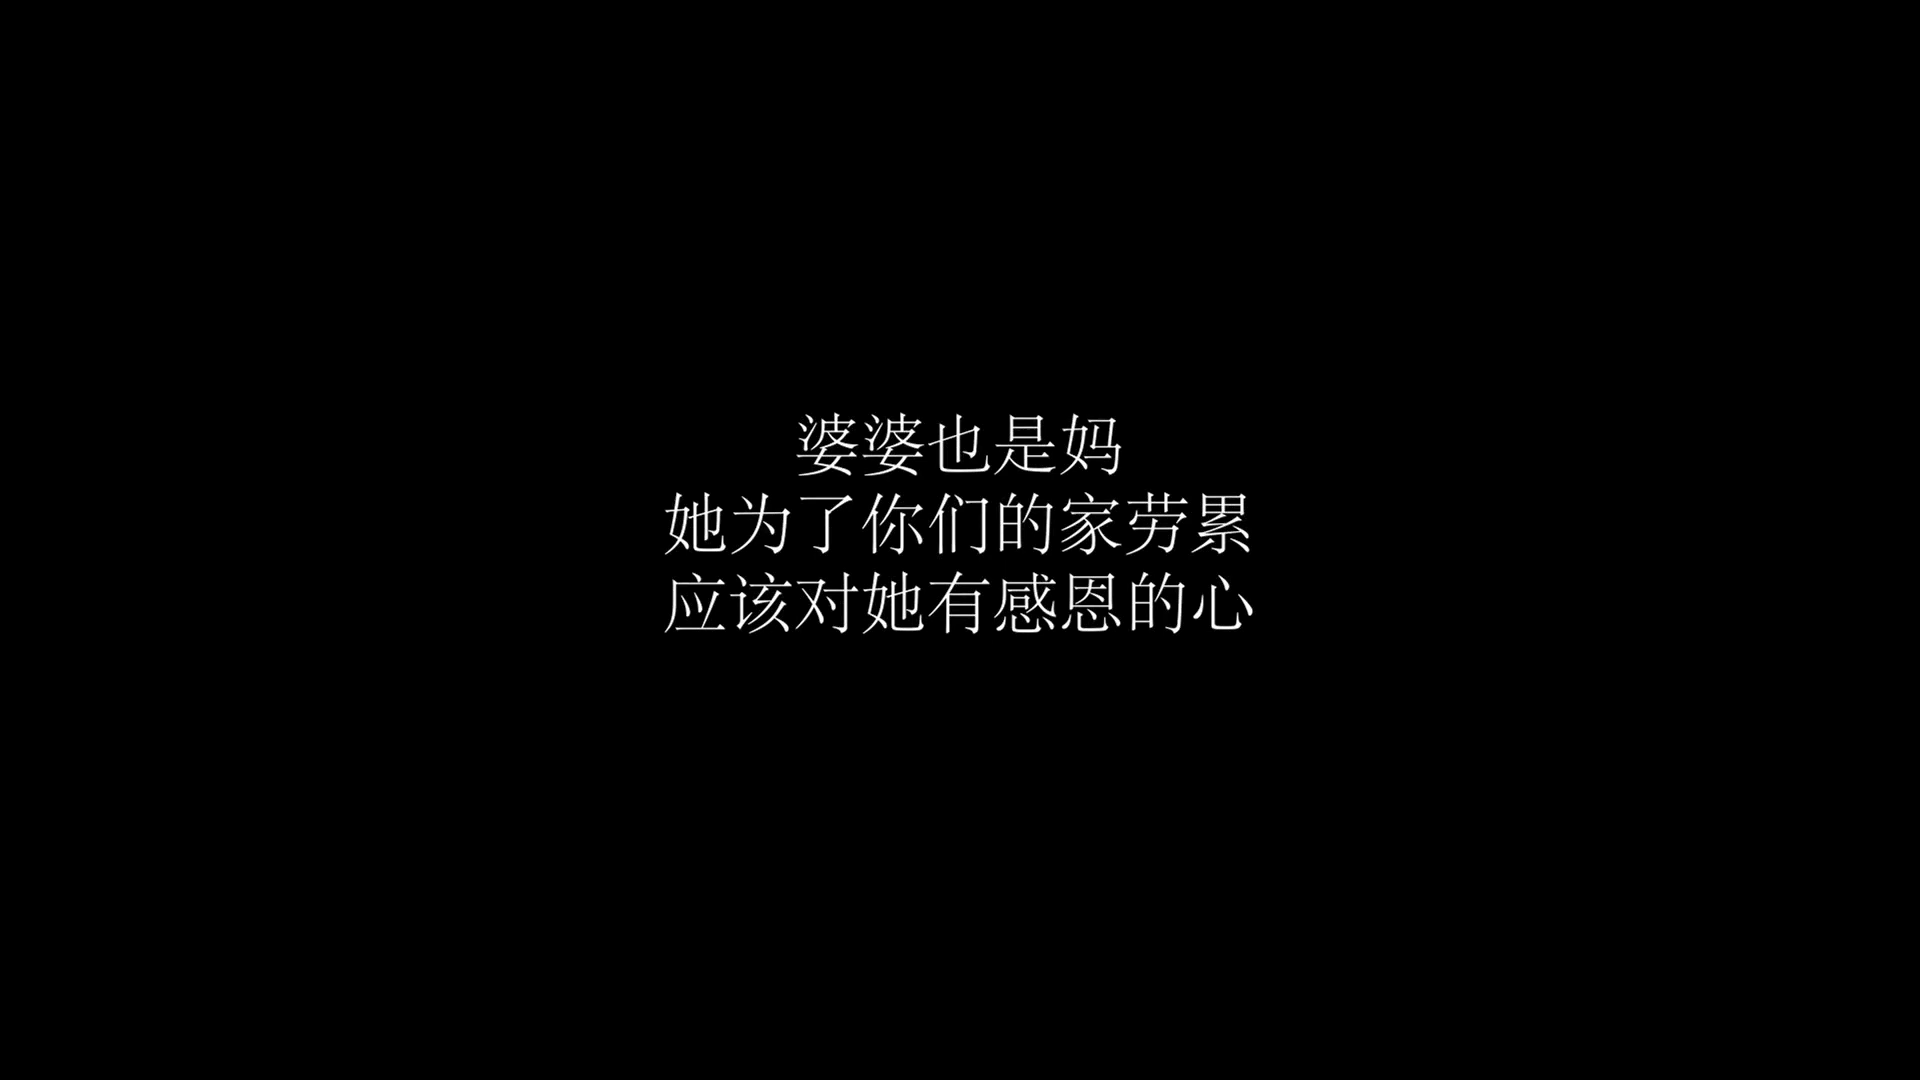 婆婆也是妈
她为了你们的家劳累
应该对她有感恩的心